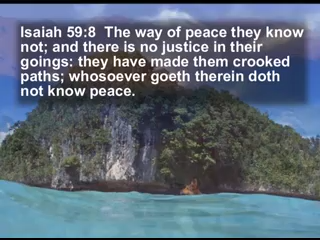 Isaiah 59:8  The way of peace they know
not; and there is no justice in their
goings: they have made them crooked
paths; whosoever goeth therein doth
not know peace.